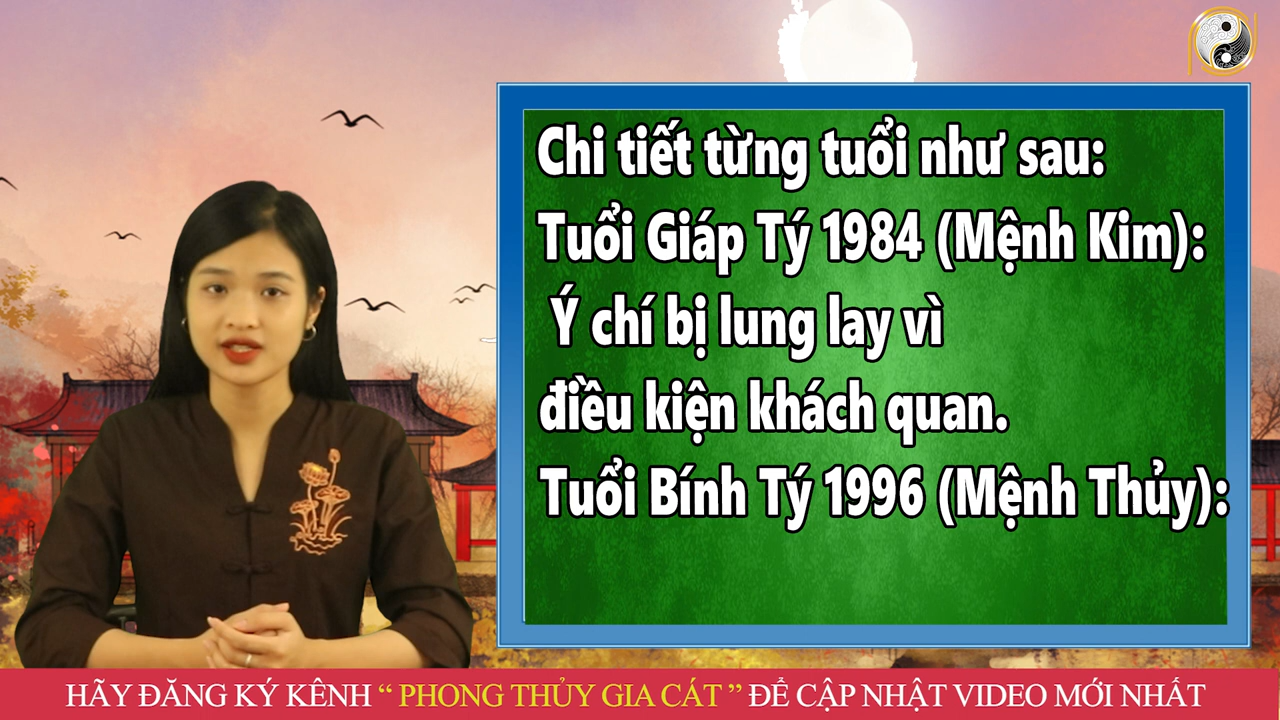 Chi tiết từng tuổi như sau:
Tuổi Giáp Tý 1984 (Mệnh Kim):
Ý chí bị lung lay vì
điều kiện khách quan.
Tuổi Bính Tý 1996 (Mệnh Thủy):
HÃY ĐĂNG KÝ KÊNH “ PHONG THỦY GIA CÁT ” ĐỂ CẬP NHẬT VIDEO MỚI NHẤT